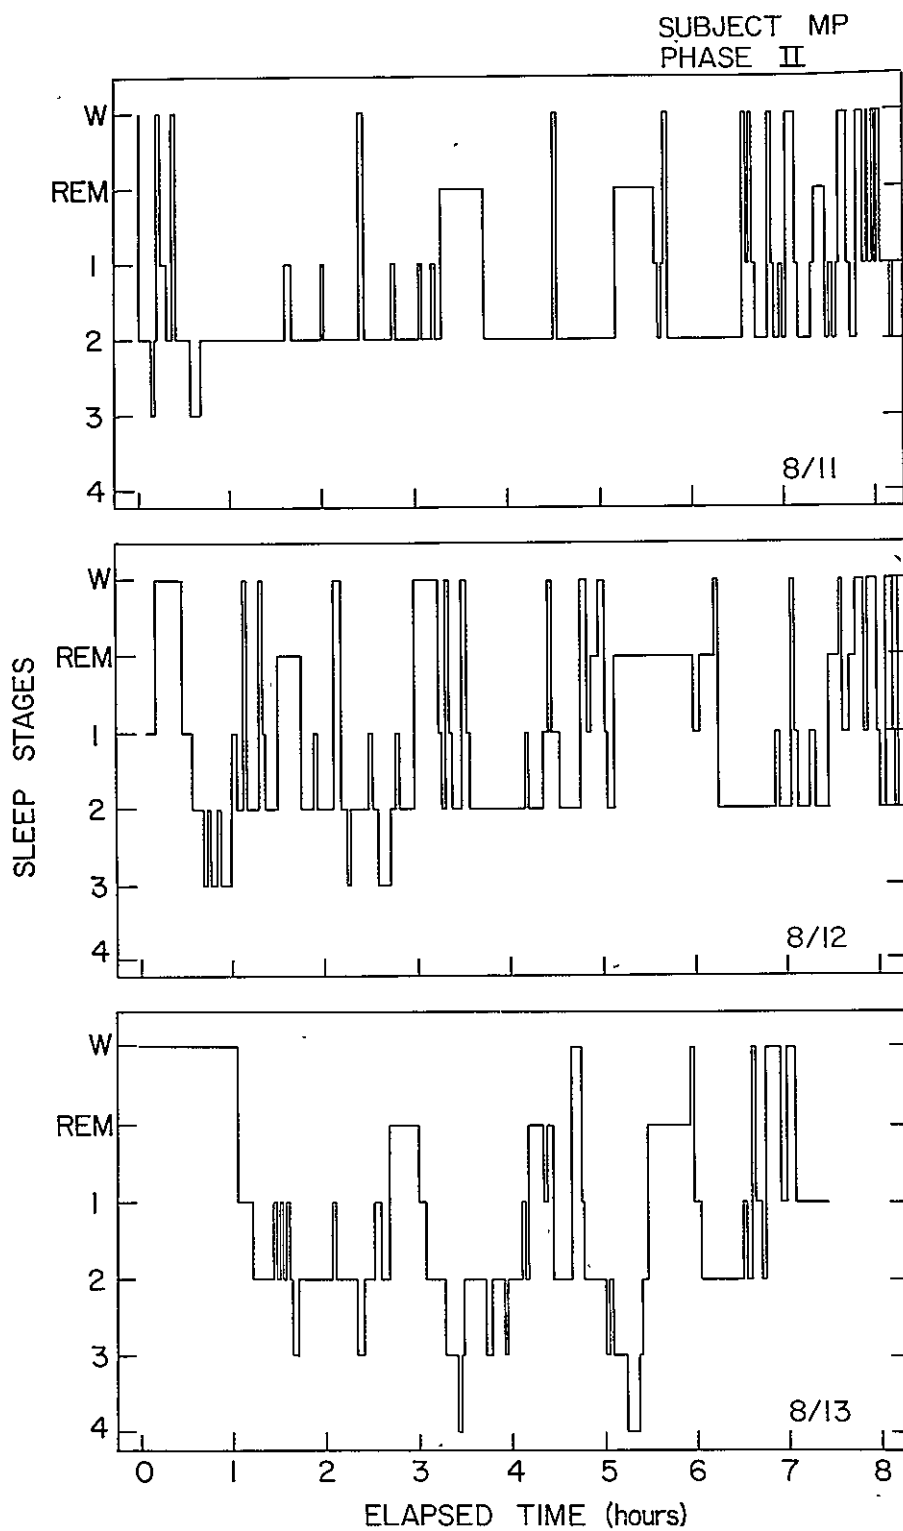 SUBJECT MP
PHASE II
W
REM
1
2
3
4
8/11
SLEEP STAGES
W
REM
1
2
3
4
8/12
W
REM
1
2
3
4
8/13
0 1 2 3 4 5 6 7 8
ELAPSED TIME (hours)